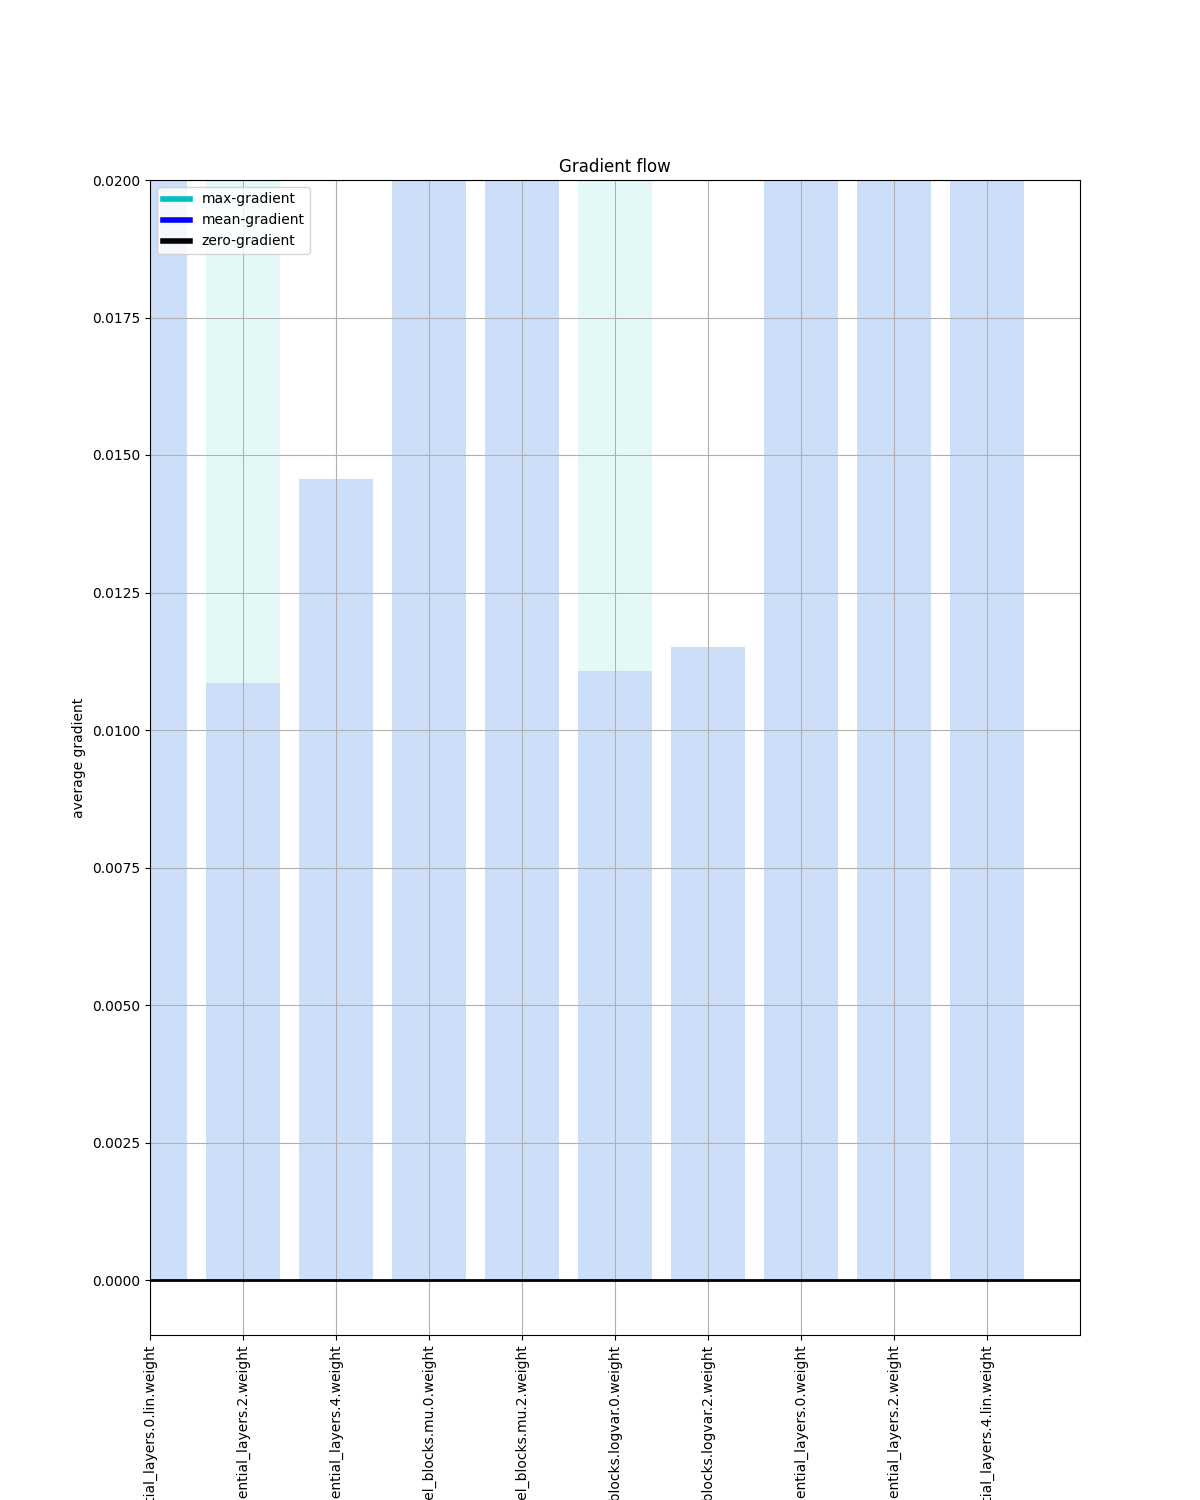 Gradient flow
max-gradient
mean-gradient
zero-gradient
0.0200
0.0175
0.0150
0.0125
0.0100
0.0075
0.0050
0.0025
0.0000
average gradient
tial_layers.0.lin.weight
ential_layers.2.weight
ential_layers.4.weight
el_blocks.mu.0.weight
el_blocks.mu.2.weight
blocks.logvar.0.weight
blocks.logvar.2.weight
ential_layers.0.weight
ential_layers.2.weight
tial_layers.4.lin.weight